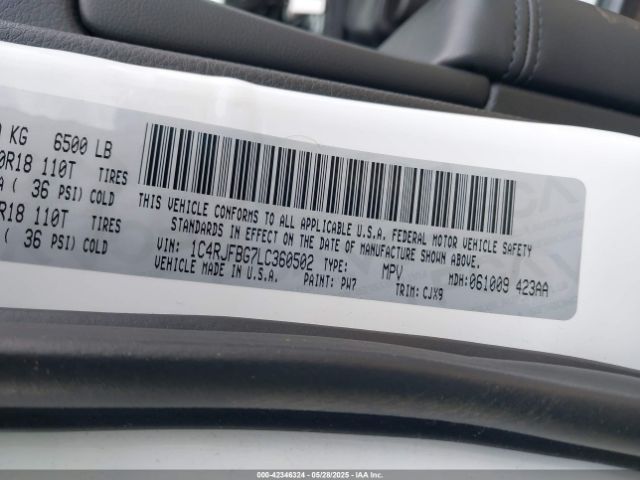 KG 6500 LB
0R18 110T TIRES
( 36 PSI) COLD
R18 110T TIRES
( 36 PSI) COLD
THIS VEHICLE CONFORMS TO ALL APPLICABLE U.S.A. FEDERAL MOTOR VEHICLE SAFETY
STANDARDS IN EFFECT ON THE DATE OF MANUFACTURE SHOWN ABOVE.
VIN: 1C4RJFBG7LC360502 TYPE: MPV MDH:061009 423AA
VEHICLE MADE IN U.S.A. PAINT: PW7 TRIM: CJX9
000-42346324 - 05/28/2025 - IAA Inc.